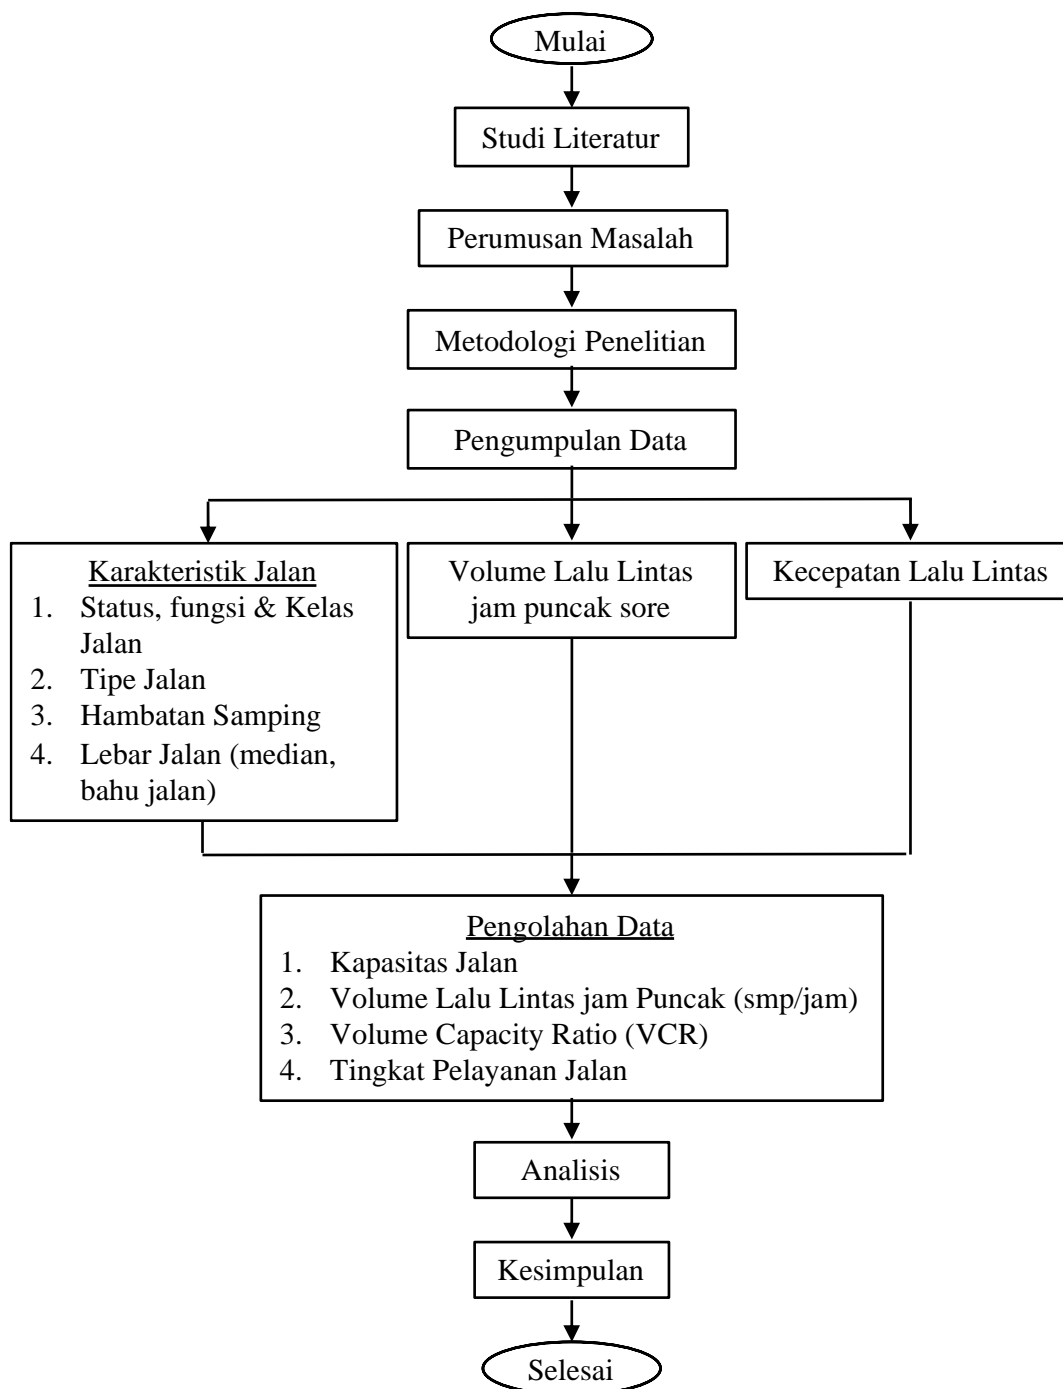 Mulai
Studi Literatur
Perumusan Masalah
Metodologi Penelitian
Pengumpulan Data
Karakteristik Jalan
1. Status, fungsi & Kelas
Jalan
2. Tipe Jalan
3. Hambatan Samping
4. Lebar Jalan (median,
bahu jalan)
Volume Lalu Lintas
jam puncak sore
Kecepatan Lalu Lintas
Pengolahan Data
1. Kapasitas Jalan
2. Volume Lalu Lintas jam Puncak (smp/jam)
3. Volume Capacity Ratio (VCR)
4. Tingkat Pelayanan Jalan
Analisis
Kesimpulan
Selesai